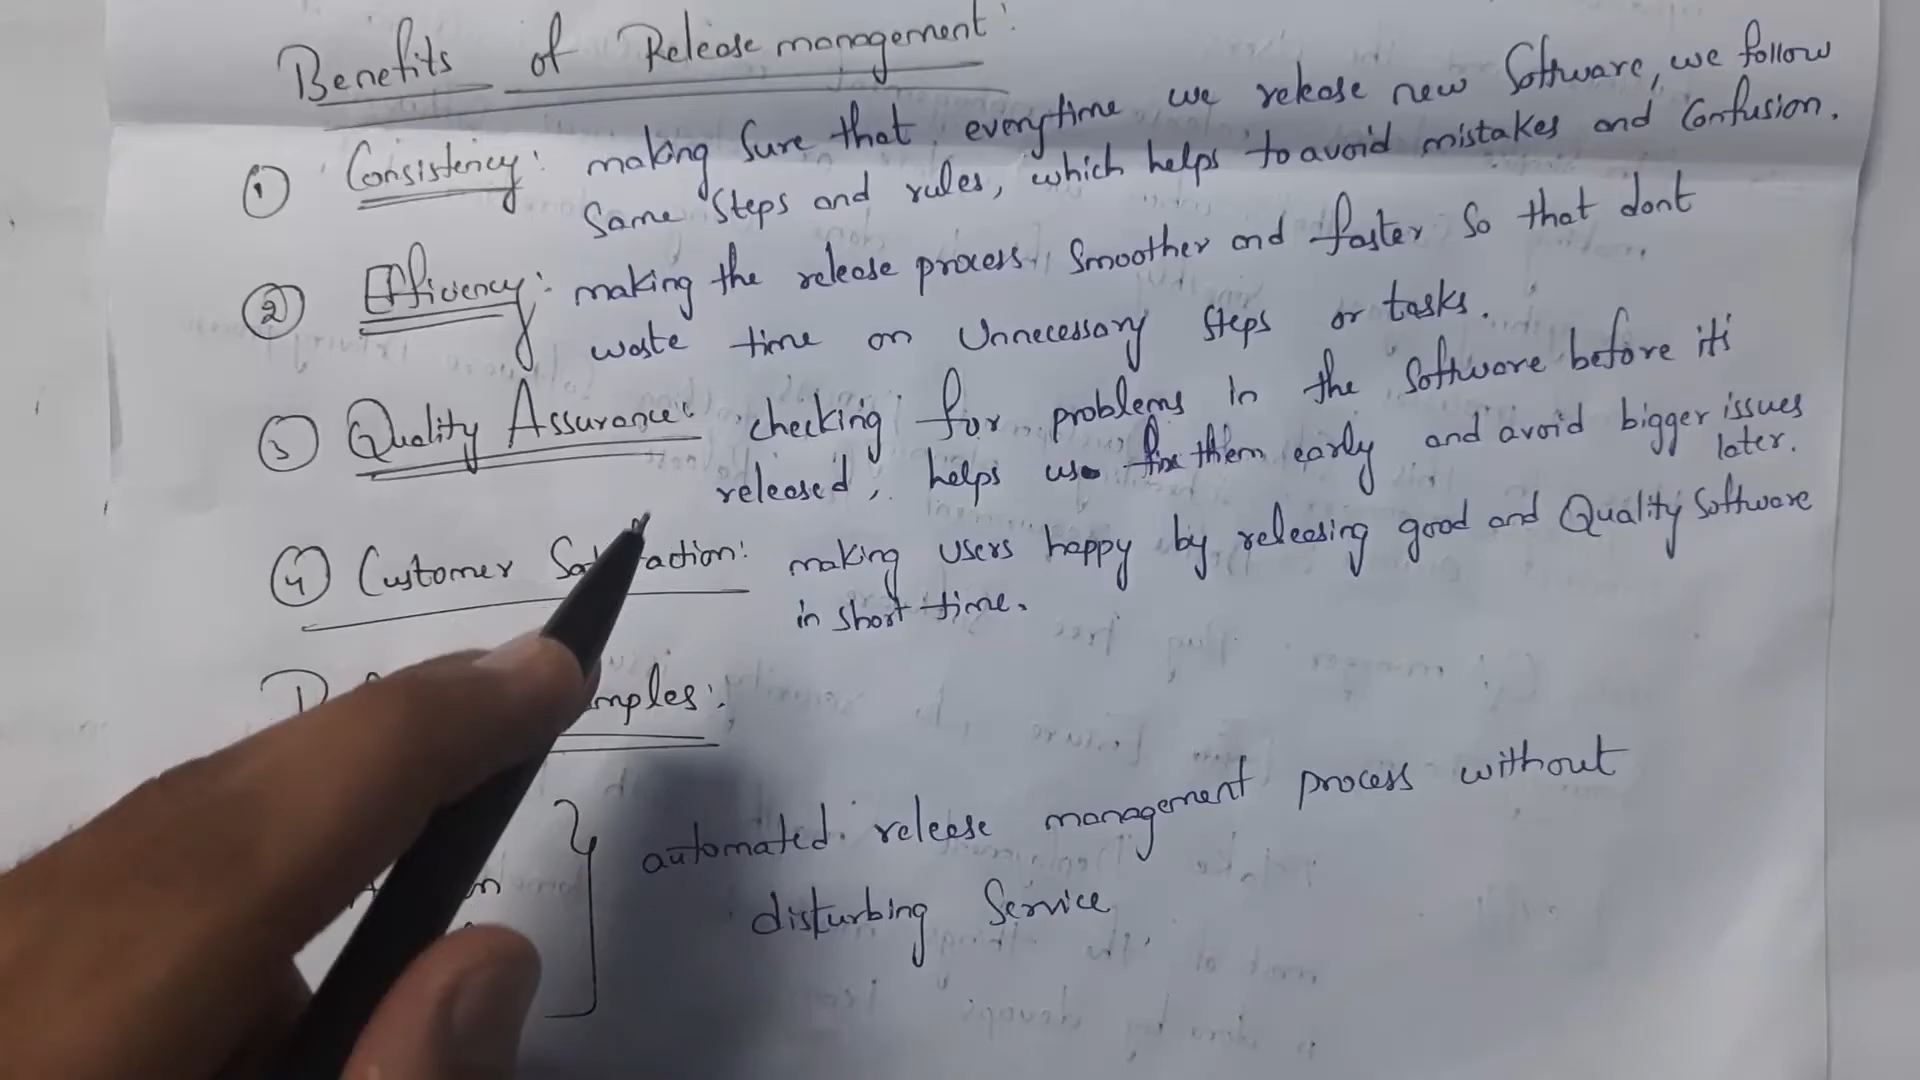 Benefits of Release management:
① Consistency: making sure that everytime we release new software, we follow
same steps and rules, which helps to avoid mistakes and confusion.
② Efficiency: making the release process smoother and faster so that dont
waste time on unnecessary steps or tasks.
③ Quality Assurance: checking for problems in the software before it's
released, helps us fix them early and avoid bigger issues
later.
④ Customer making users happy by releasing good and Quality software
in short time.
automated release management process without
disturbing service